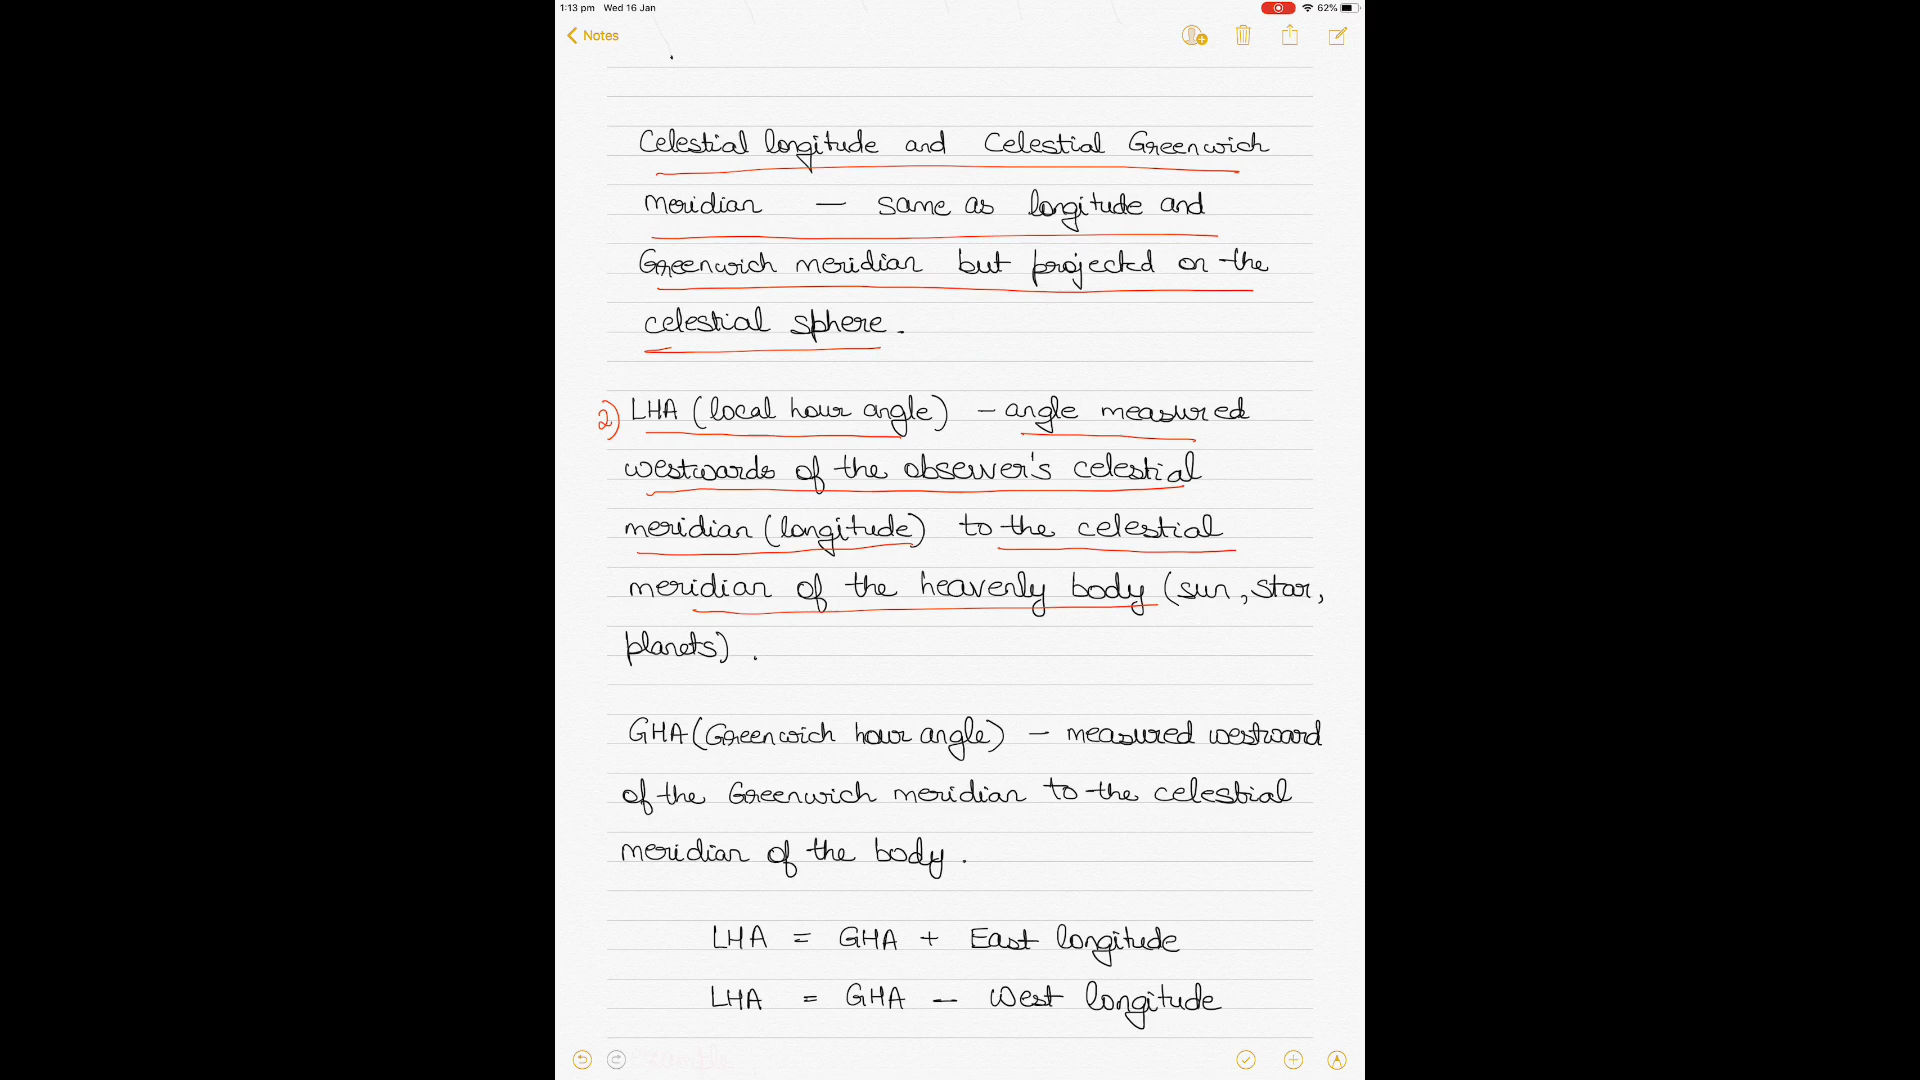 1:13 pm Wed 16 Jan 62%
Notes
Celestial longitude and Celestial Greenwich
meridian — same as longitude and
Greenwich meridian but projected on the
celestial sphere.
2) LHA (local hour angle) - angle measured
westwards of the observer's celestial
meridian (longitude) to the celestial
meridian of the heavenly body (sun, star,
planets).
GHA (Greenwich hour angle) - measured westward
of the Greenwich meridian to the celestial
meridian of the body.
LHA = GHA + East longitude
LHA = GHA - West longitude